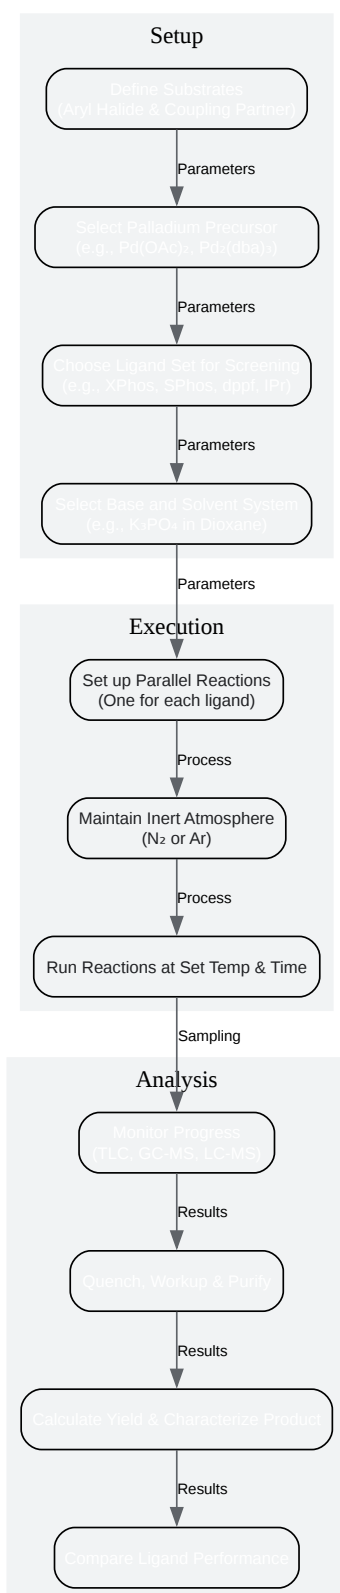 Setup
Define Substrates
(Aryl Halide & Coupling Partner)
Parameters
Select Palladium Precursor
(e.g., Pd(OAc)₂, Pd₂(dba)₃)
Parameters
Choose Ligand Set for Screening
(e.g., XPhos, SPhos, dppf, IPr)
Parameters
Select Base and Solvent System
(e.g., K₃PO₄ in Dioxane)
Parameters
Execution
Set up Parallel Reactions
(One for each ligand)
Process
Maintain Inert Atmosphere
(N₂ or Ar)
Process
Run Reactions at Set Temp & Time
Sampling
Analysis
Monitor Progress
(TLC, GC-MS, LC-MS)
Results
Quench, Workup & Purify
Results
Calculate Yield & Characterize Product
Results
Compare Ligand Performance